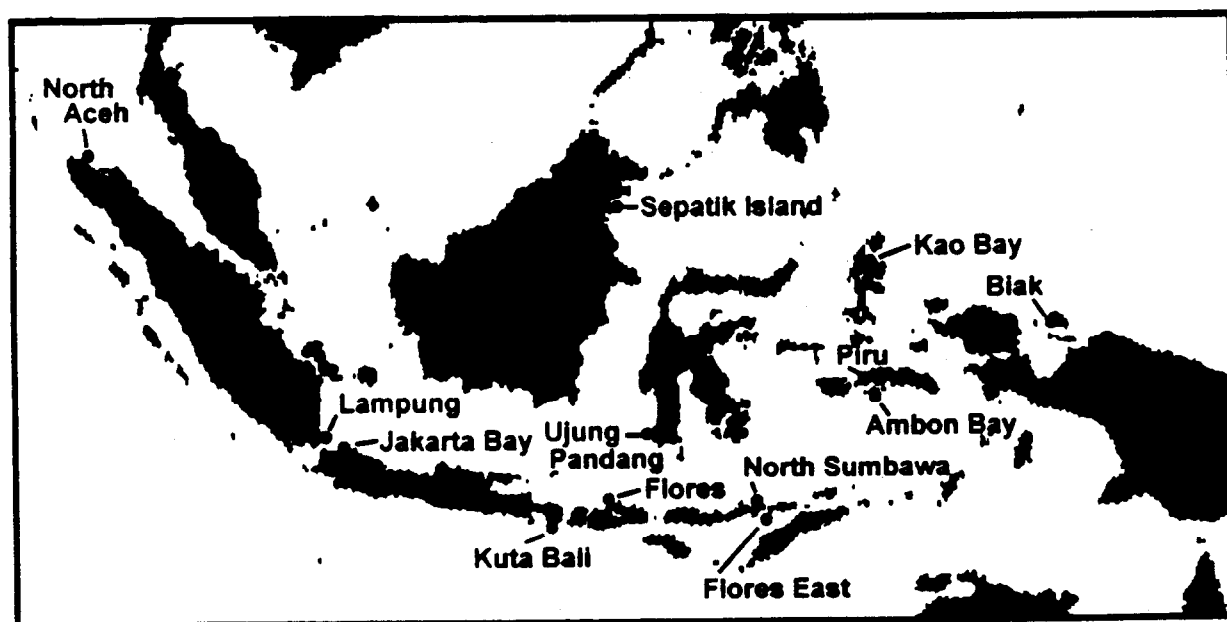 North
Aceh
Sepatik Island
Kao Bay
Biak
Piru
Lampung
Ambon Bay
Jakarta Bay
Ujung
Pandang
North Sumbawa
Flores
Kuta Bali
Flores East